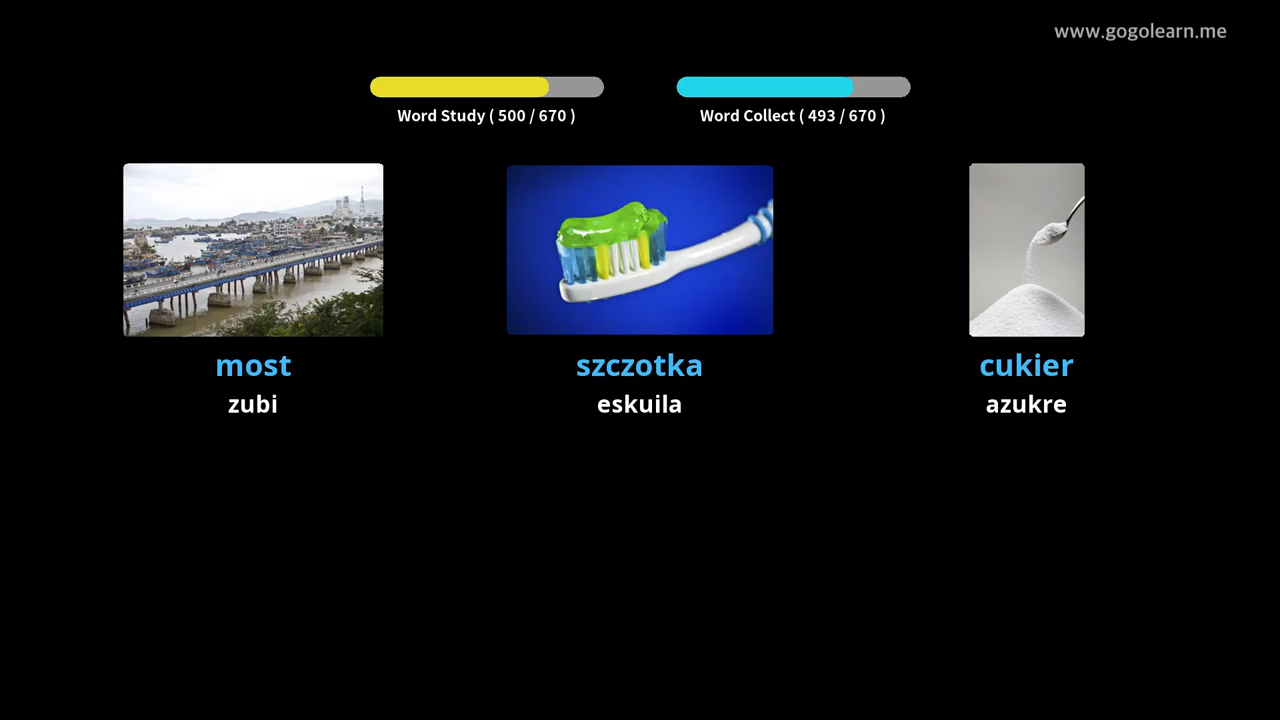 www.gogolearn.me
Word Study ( 500 / 670 )
Word Collect ( 493 / 670 )
most
szczotka
cukier
zubi
eskuila
azukre